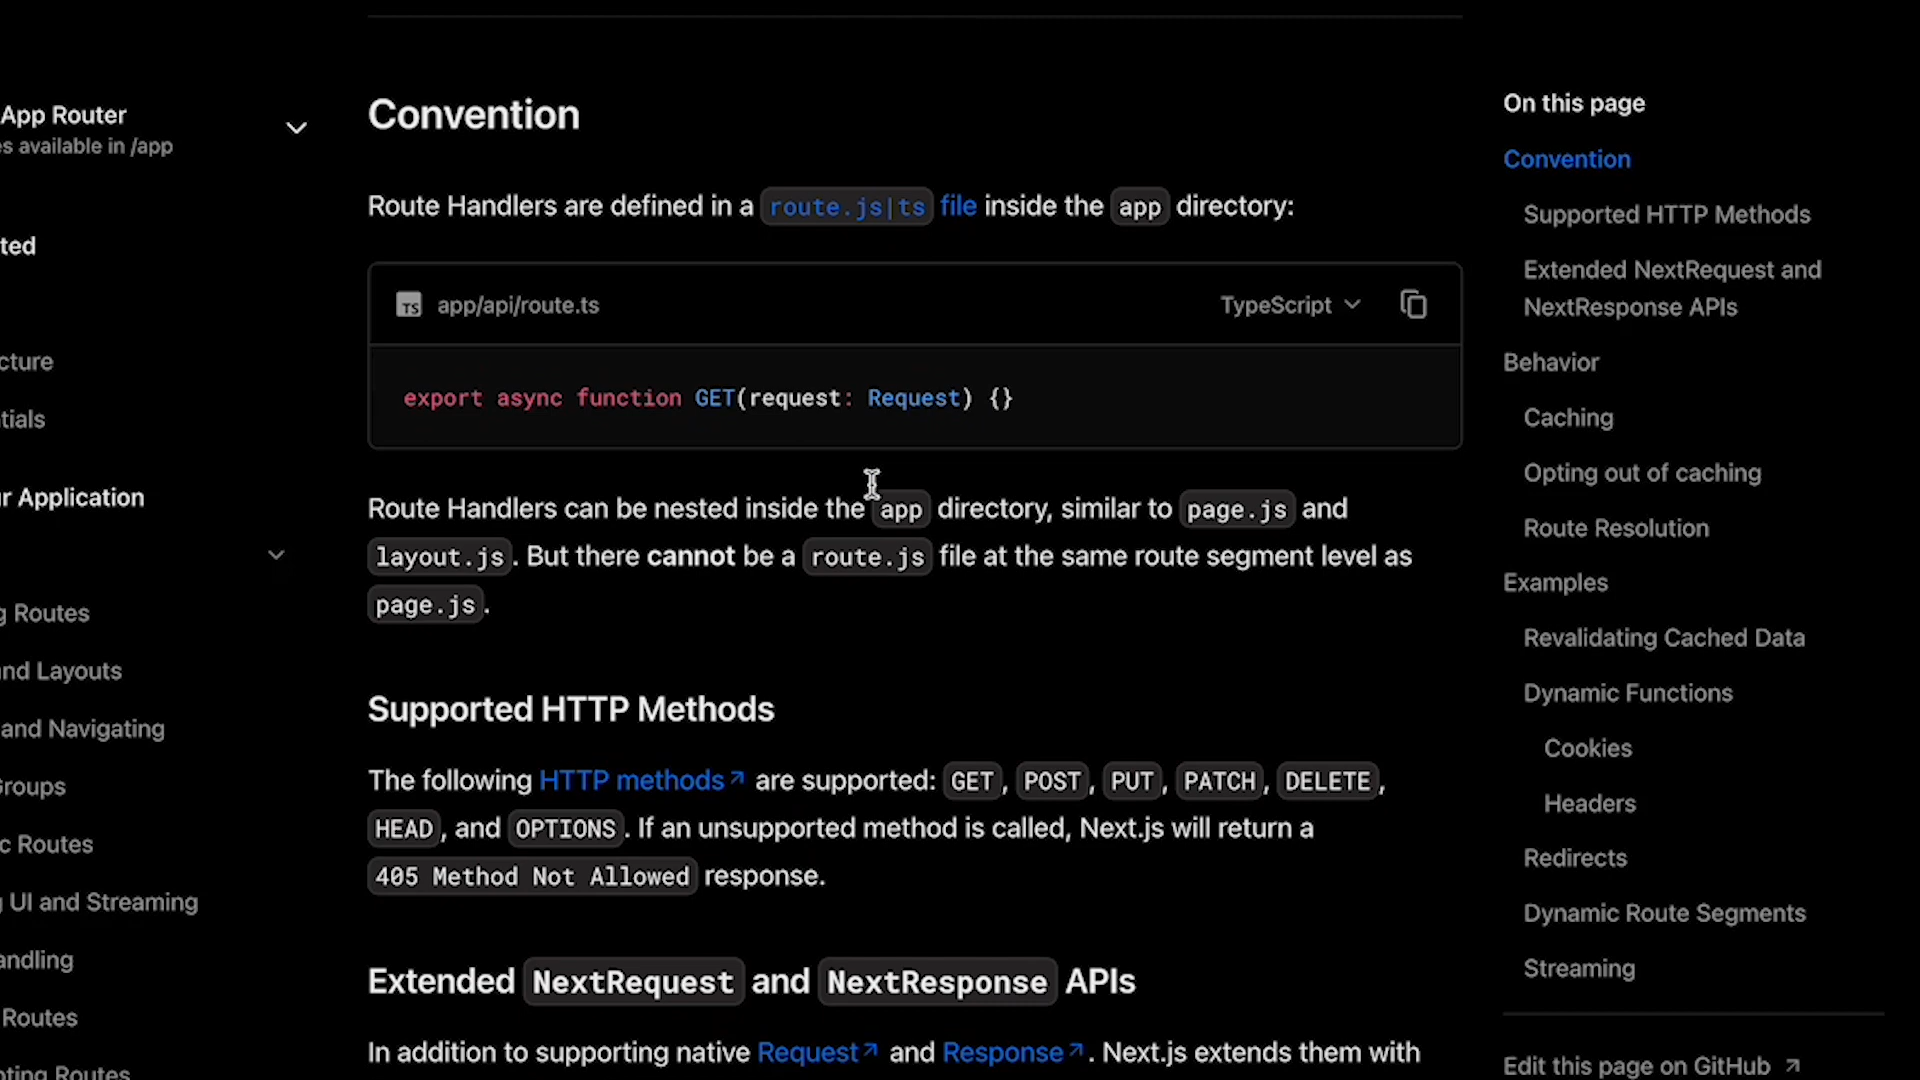 App Router
es available in /app
ted
cture
tials
r Application
g Routes
and Layouts
and Navigating
Groups
c Routes
g UI and Streaming
andling
Routes
pting Routes
Convention
Route Handlers are defined in a route.js|ts file inside the app directory:
TS app/api/route.ts
TypeScript
export async function GET(request: Request) {}
Route Handlers can be nested inside the app directory, similar to page.js and
layout.js. But there cannot be a route.js file at the same route segment level as
page.js.
Supported HTTP Methods
The following HTTP methods↗ are supported: GET, POST, PUT, PATCH, DELETE,
HEAD, and OPTIONS. If an unsupported method is called, Next.js will return a
405 Method Not Allowed response.
Extended NextRequest and NextResponse APIs
In addition to supporting native Request↗ and Response↗. Next.js extends them with
On this page
Convention
Supported HTTP Methods
Extended NextRequest and
NextResponse APIs
Behavior
Caching
Opting out of caching
Route Resolution
Examples
Revalidating Cached Data
Dynamic Functions
Cookies
Headers
Redirects
Dynamic Route Segments
Streaming
Edit this page on GitHub ↗